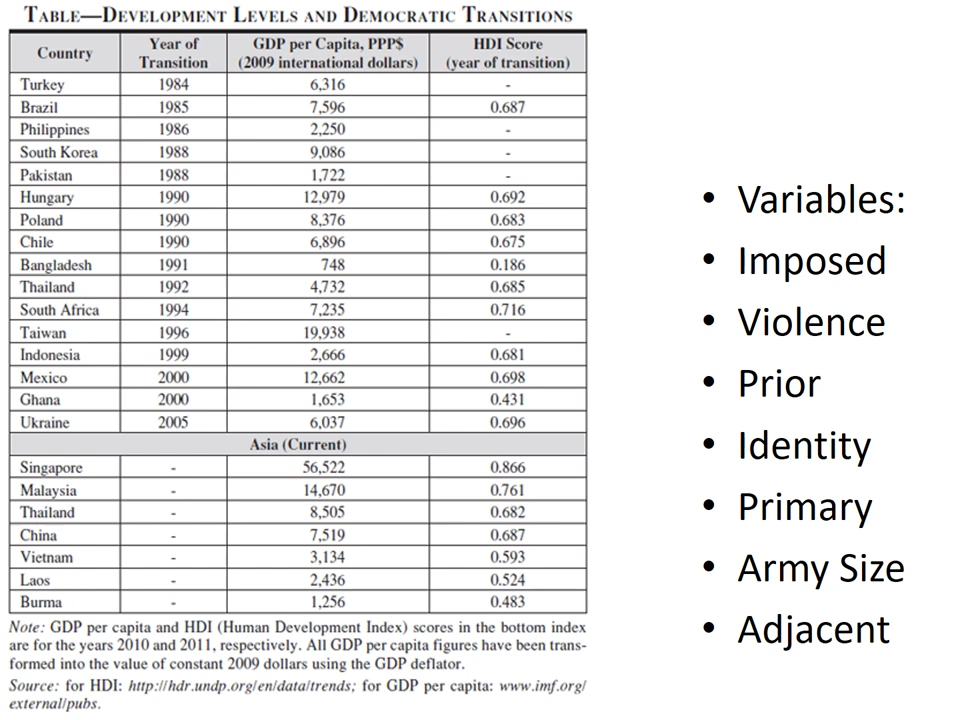 TABLE—DEVELOPMENT LEVELS AND DEMOCRATIC TRANSITIONS
Country Year of Transition GDP per Capita, PPP$ (2009 international dollars) HDI Score (year of transition)
Turkey 1984 6,316 -
Brazil 1985 7,596 0.687
Philippines 1986 2,250 -
South Korea 1988 9,086 -
Pakistan 1988 1,722 -
Hungary 1990 12,979 0.692
Poland 1990 8,376 0.683
Chile 1990 6,896 0.675
Bangladesh 1991 748 0.186
Thailand 1992 4,732 0.685
South Africa 1994 7,235 0.716
Taiwan 1996 19,938 -
Indonesia 1999 2,666 0.681
Mexico 2000 12,662 0.698
Ghana 2000 1,653 0.431
Ukraine 2005 6,037 0.696
Asia (Current)
Singapore - 56,522 0.866
Malaysia - 14,670 0.761
Thailand - 8,505 0.682
China - 7,519 0.687
Vietnam - 3,134 0.593
Laos - 2,436 0.524
Burma - 1,256 0.483
Note: GDP per capita and HDI (Human Development Index) scores in the bottom index
are for the years 2010 and 2011, respectively. All GDP per capita figures have been trans-
formed into the value of constant 2009 dollars using the GDP deflator.
Source: for HDI: http://hdr.undp.org/en/data/trends; for GDP per capita: www.imf.org/
external/pubs.
• Variables:
• Imposed
• Violence
• Prior
• Identity
• Primary
• Army Size
• Adjacent